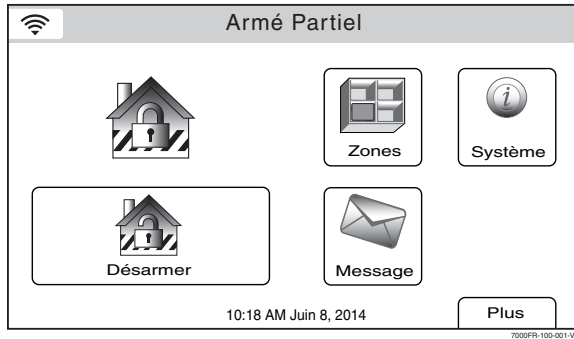 Armé Partiel
Zones
Système
Désarmer
Message
10:18 AM Juin 8, 2014
Plus
7000FR-100-001-V